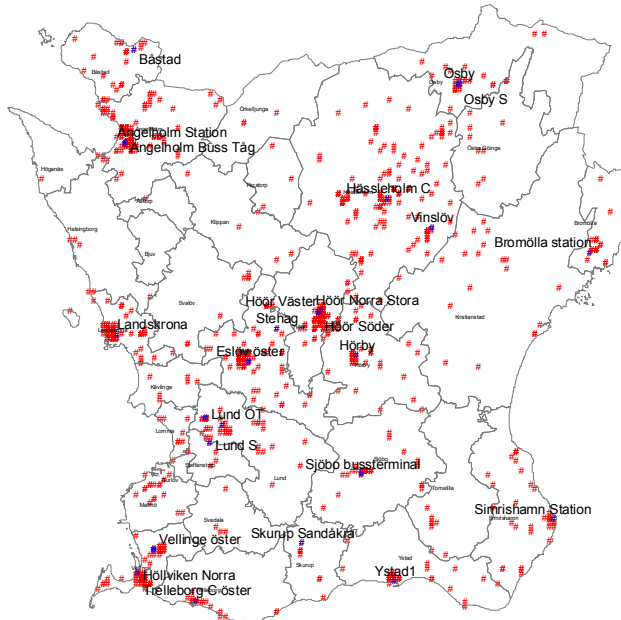 Båstad
Båstad
Osby
Osby
Osby S
Örkelljunga
Ängelholm Station
Ängelholm Buss Tåg
Östra Göinge
Höganäs
Perstorp
Hässleholm C
Vinslöv
Klippan
Bromölla
Helsingborg
Bromölla station
Bjuv
Svalöv
Höör Väster
Höör Norra Stora
Stehag
Kristianstad
Landskrona
Höör Söder
Eslöv öster
Hörby
Kävlinge
Lund ÖT
Lomma
Lund S
Sjöbo
Sjöbo bussterminal
Staffanstorp
Lund
Burlöv
Tomelilla
Malmö
Simrishamn Station
Simrishamn
Svedala
Skurup Sandåkra
Vellinge öster
Ystad
Skurup
Ystad1
Höllviken Norra
Trelleborg C öster